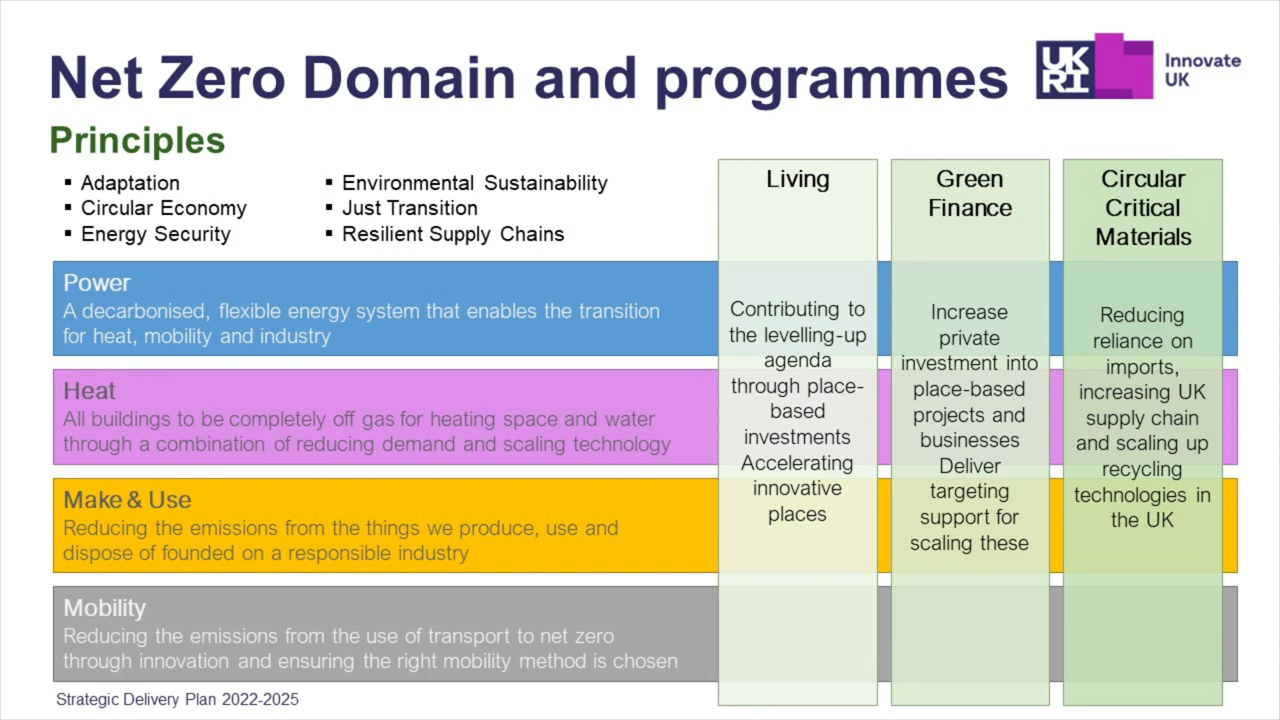 Net Zero Domain and programmes
UK
RI
Innovate
UK
Principles
▪ Adaptation
▪ Circular Economy
▪ Energy Security
▪ Environmental Sustainability
▪ Just Transition
▪ Resilient Supply Chains
Power
A decarbonised, flexible energy system that enables the transition
for heat, mobility and industry
Heat
All buildings to be completely off gas for heating space and water
through a combination of reducing demand and scaling technology
Make & Use
Reducing the emissions from the things we produce, use and
dispose of founded on a responsible industry
Mobility
Reducing the emissions from the use of transport to net zero
through innovation and ensuring the right mobility method is chosen
Living
Contributing to
the levelling-up
agenda
through place-
based
investments
Accelerating
innovative
places
Green
Finance
Increase
private
investment into
place-based
projects and
businesses
Deliver
targeting
support for
scaling these
Circular
Critical
Materials
Reducing
reliance on
imports,
increasing UK
supply chain
and scaling up
recycling
technologies in
the UK
Strategic Delivery Plan 2022-2025